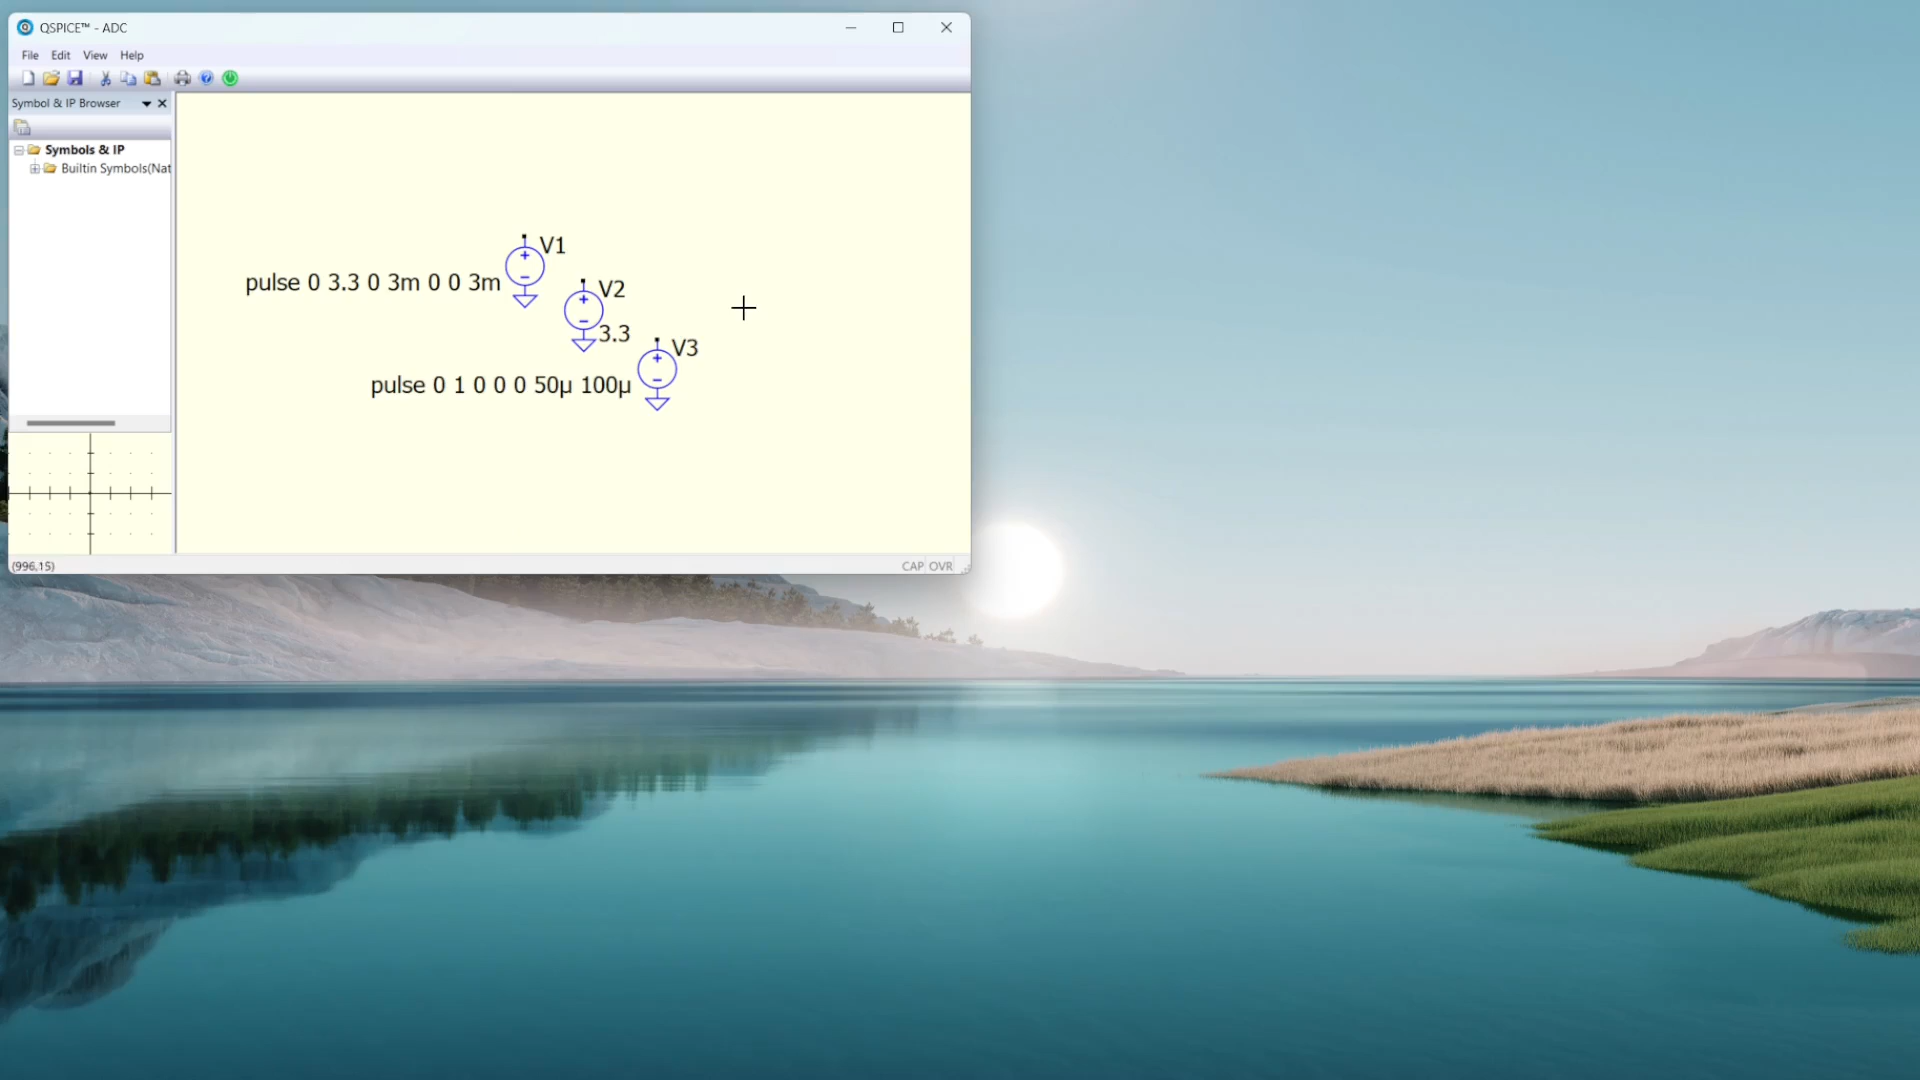 QSPICE™ - ADC
File Edit View Help
Symbol & IP Browser
Symbols & IP
Builtin Symbols(Nat
V1
pulse 0 3.3 0 3m 0 0 3m
V2
3.3
V3
pulse 0 1 0 0 0 50µ 100µ
(996,15)
CAP OVR